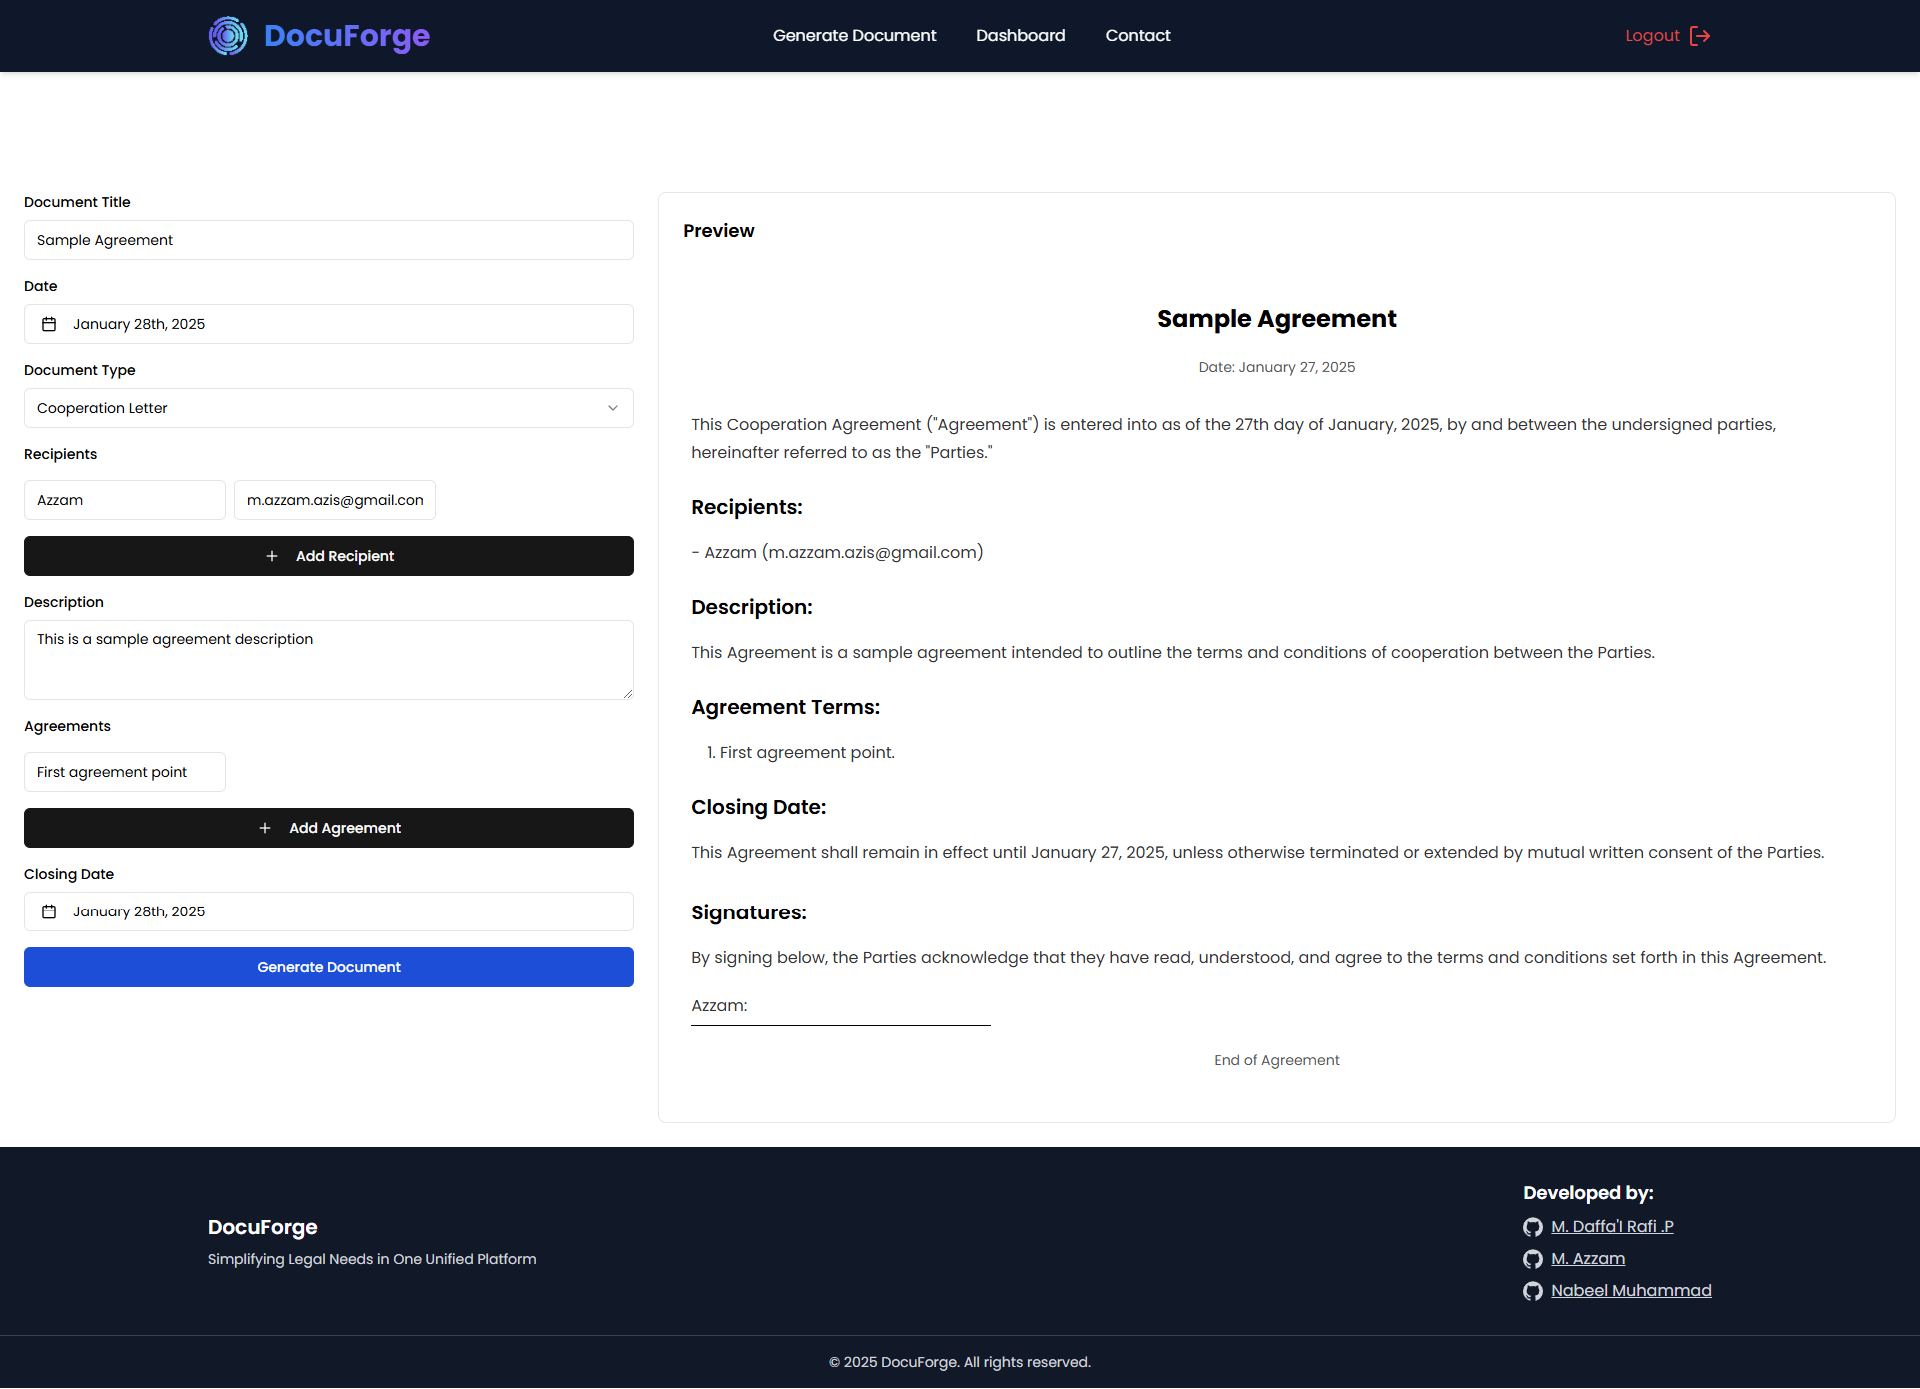 DocuForge
Generate Document
Dashboard
Contact
Logout
Document Title
Sample Agreement
Date
January 28th, 2025
Document Type
Cooperation Letter
Recipients
Azzam
m.azzam.azis@gmail.con
Add Recipient
Description
This is a sample agreement description
Agreements
First agreement point
Add Agreement
Closing Date
January 28th, 2025
Generate Document
Preview
Sample Agreement
Date: January 27, 2025
This Cooperation Agreement ("Agreement") is entered into as of the 27th day of January, 2025, by and between the undersigned parties,
hereinafter referred to as the "Parties."
Recipients:
- Azzam (m.azzam.azis@gmail.com)
Description:
This Agreement is a sample agreement intended to outline the terms and conditions of cooperation between the Parties.
Agreement Terms:
1. First agreement point.
Closing Date:
This Agreement shall remain in effect until January 27, 2025, unless otherwise terminated or extended by mutual written consent of the Parties.
Signatures:
By signing below, the Parties acknowledge that they have read, understood, and agree to the terms and conditions set forth in this Agreement.
Azzam:
End of Agreement
DocuForge
Simplifying Legal Needs in One Unified Platform
Developed by:
M. Daffa'l Rafi .P
M. Azzam
Nabeel Muhammad
© 2025 DocuForge. All rights reserved.